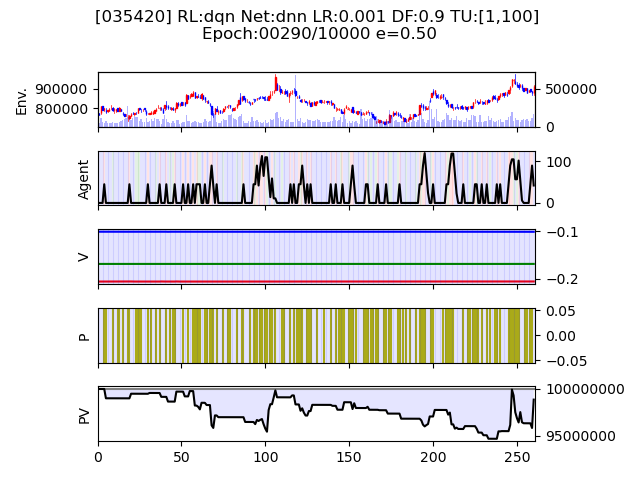 [035420] RL:dqn Net:dnn LR:0.001 DF:0.9 TU:[1,100]
Epoch:00290/10000 e=0.50
Env.
900000
800000
500000
0
Agent
100
0
V
−0.1
−0.2
P
0.05
0.00
−0.05
PV
100000000
95000000
0 50 100 150 200 250